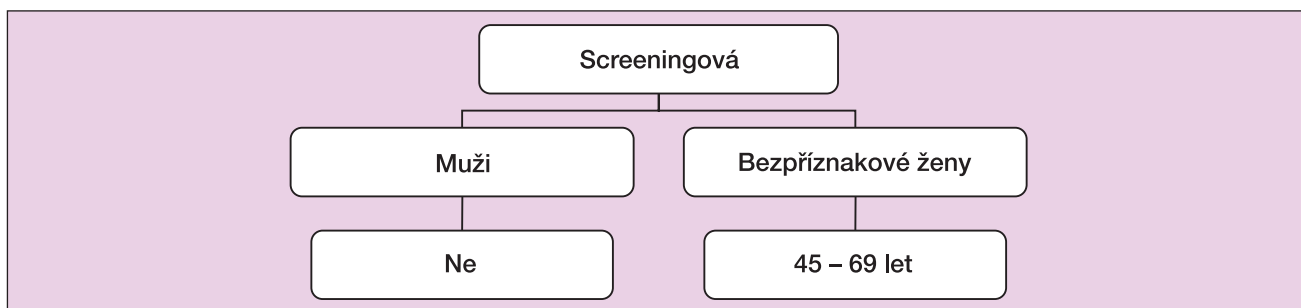 Screeningová
Muži
Bezpříznakové ženy
Ne
45 – 69 let